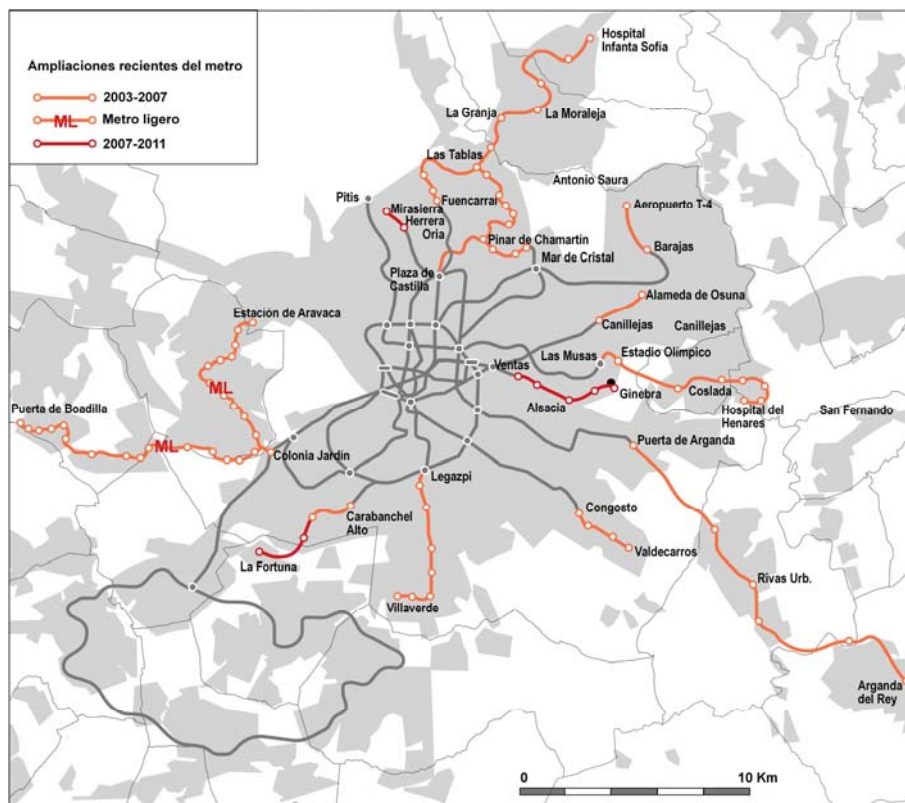 Ampliaciones recientes del metro
2003-2007
ML Metro ligero
2007-2011
Hospital
Infanta Sofía
La Granja
La Moraleja
Las Tablas
Antonio Saura
Pitis
Fuencarral
Mirasierra
Herrera
Oria
Aeropuerto T-4
Pinar de Chamartín
Barajas
Mar de Cristal
Plaza de
Castilla
Alameda de Osuna
Estación de Aravaca
Canillejas
Canillejas
Las Musas
Estadio Olímpico
Ventas
ML
Alsacia
Ginebra
Coslada
Hospital del
Henares
San Fernando
Puerta de Boadilla
ML
Colonia Jardín
Puerta de Arganda
Legazpi
Carabanchel
Alto
Congosto
La Fortuna
Valdecarros
Rivas Urb.
Villaverde
Arganda
del Rey
0 10 Km